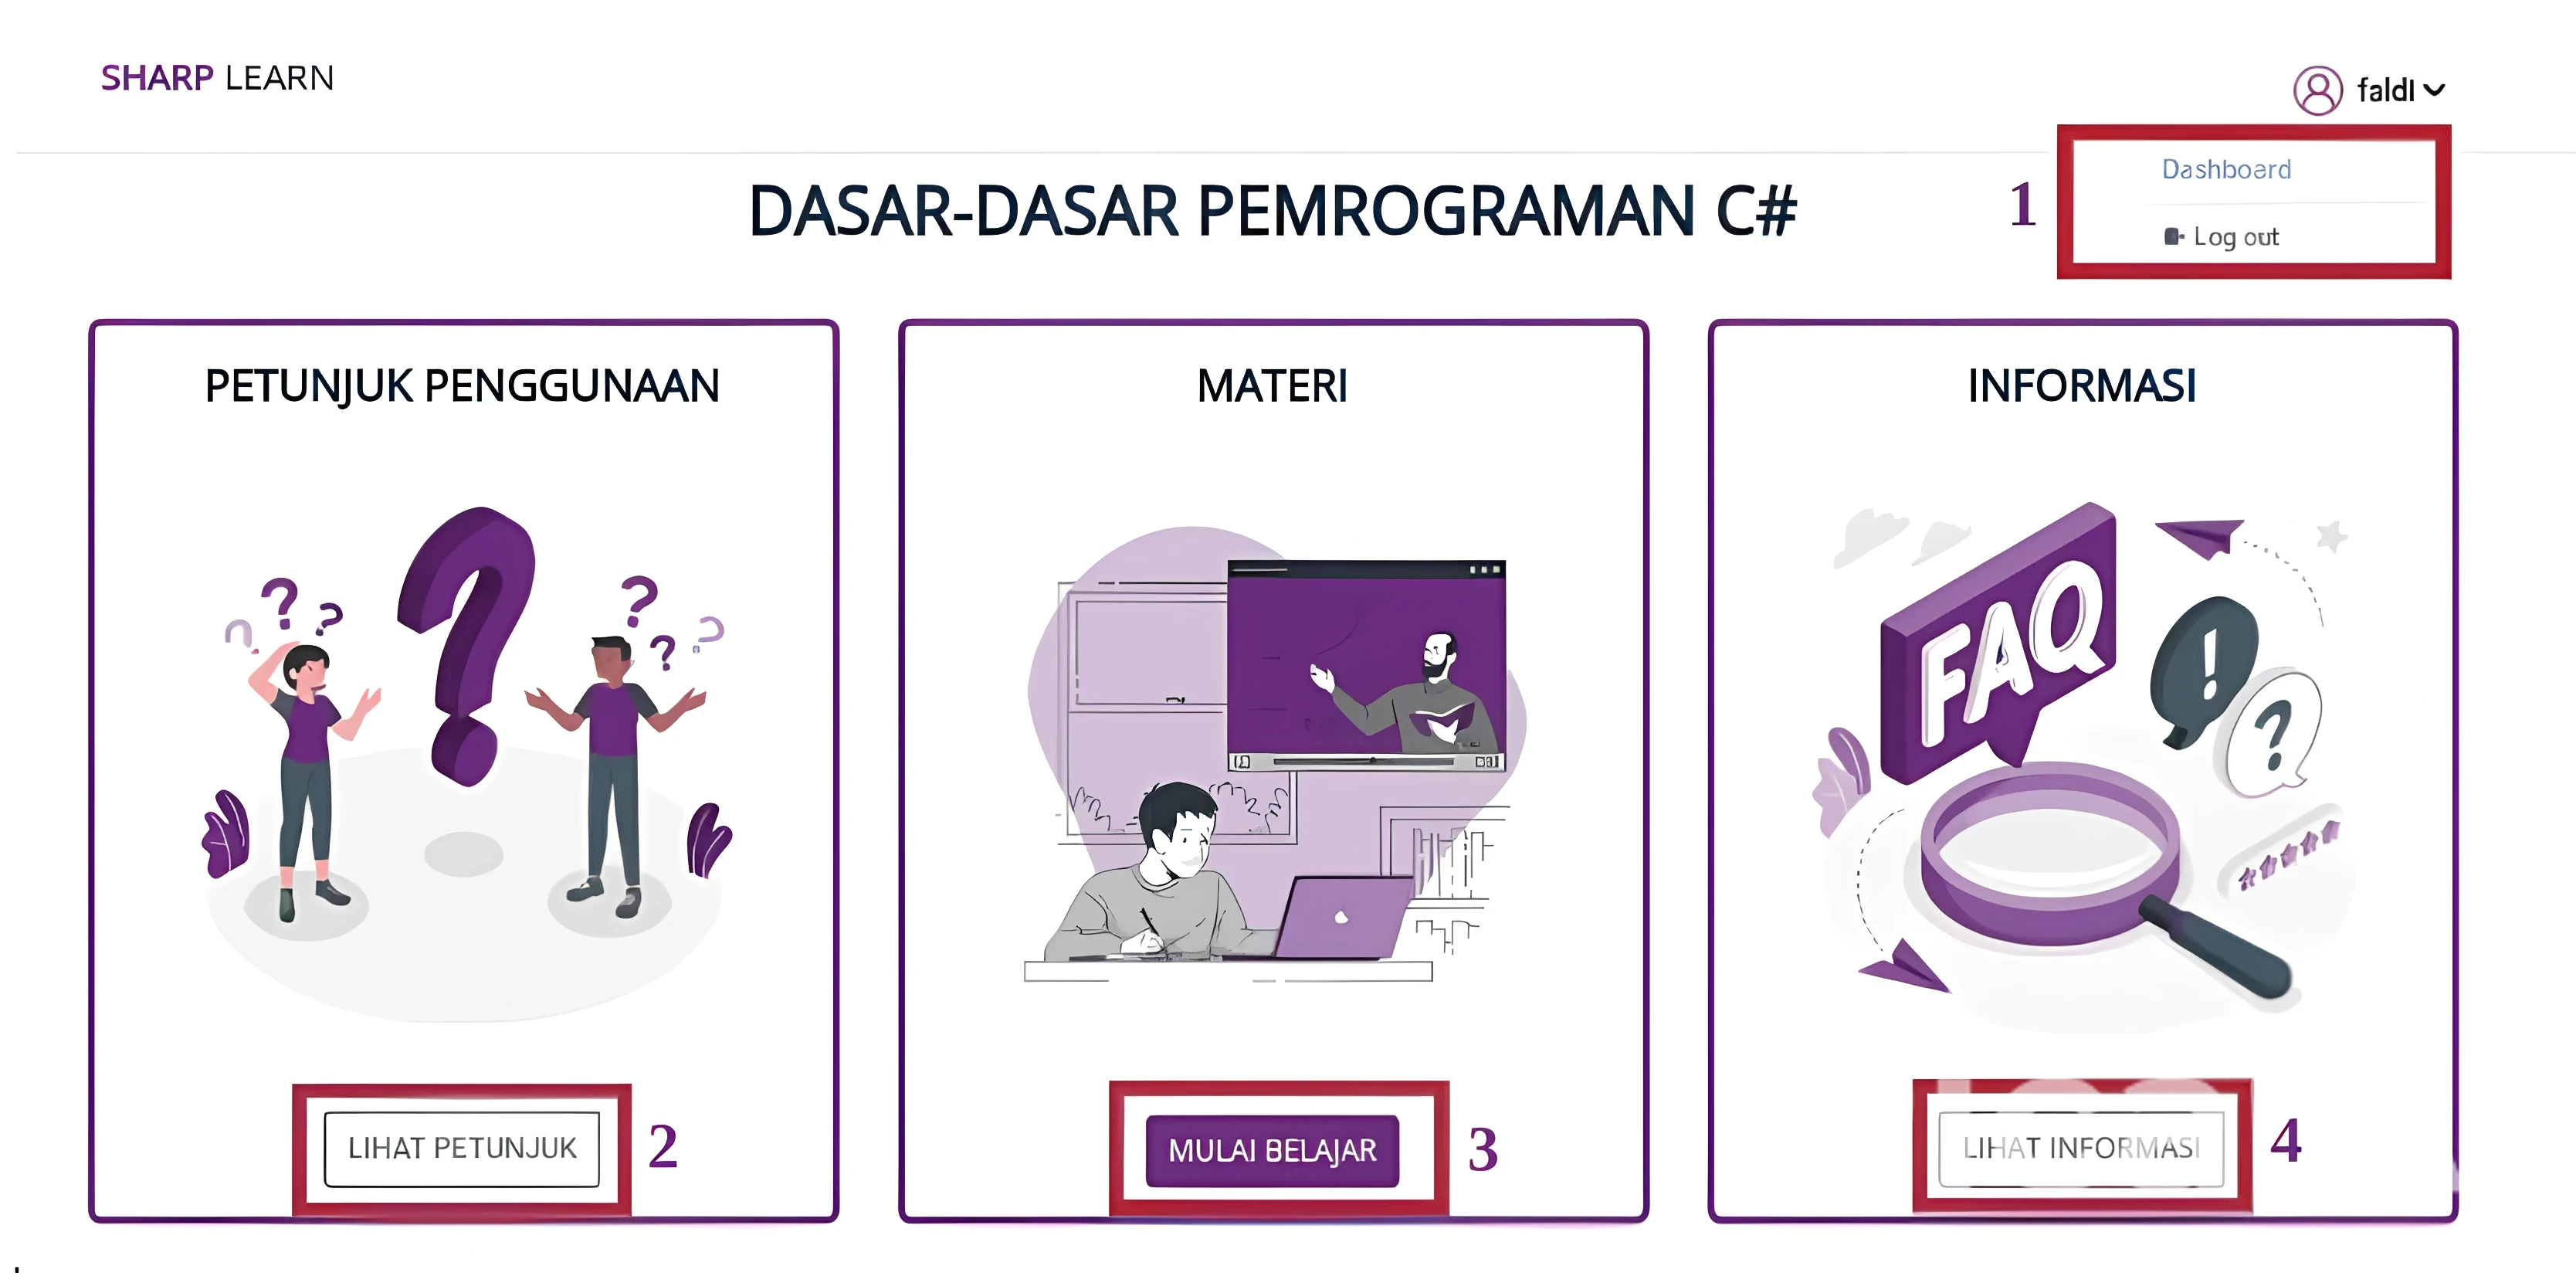 SHARP LEARN
faldI
Dashboard
1
Log out
DASAR-DASAR PEMROGRAMAN C#
PETUNJUK PENGGUNAAN
MATERI
INFORMASI
FAQ
LIHAT PETUNJUK
2
MULAI BELAJAR
3
LIHAT INFORMASI
4